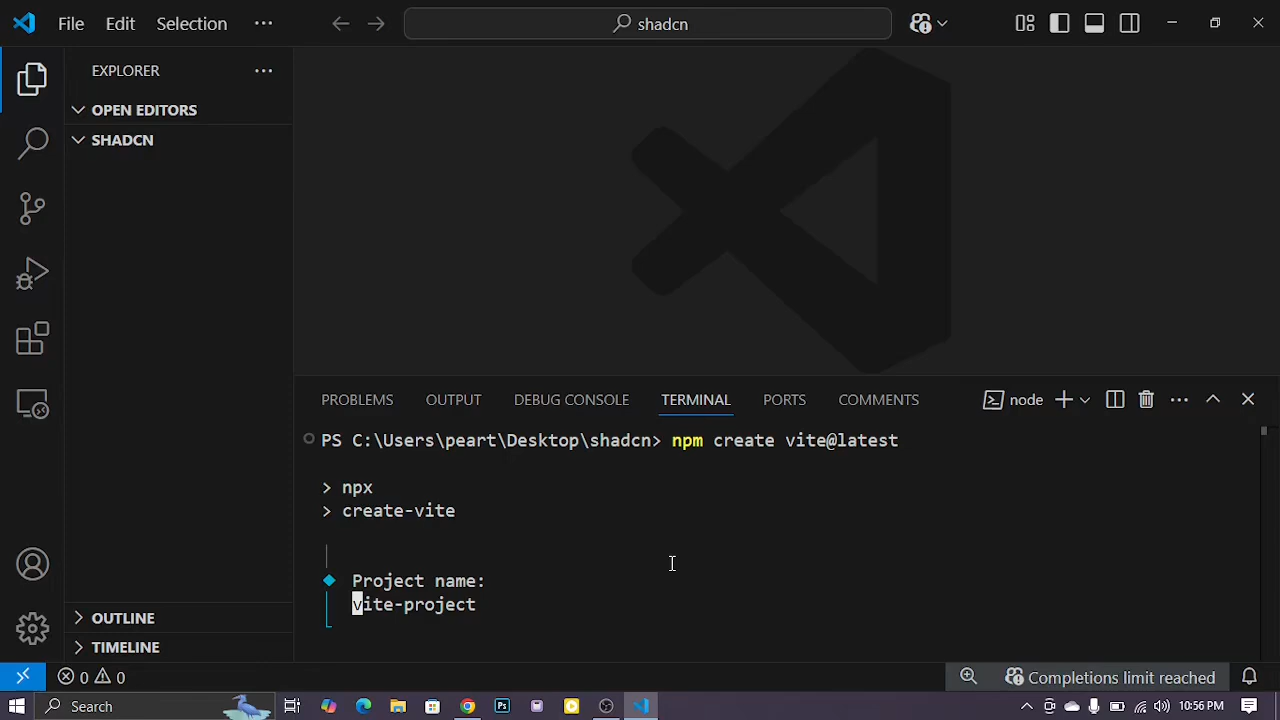 File Edit Selection ··· shadcn
EXPLORER ···
OPEN EDITORS
SHADCN
PROBLEMS OUTPUT DEBUG CONSOLE TERMINAL PORTS COMMENTS node ···
PS C:\Users\peart\Desktop\shadcn> npm create vite@latest
> npx
> create-vite
Project name:
vite-project
OUTLINE
TIMELINE
0 0 Completions limit reached
Search Ps 10:56 PM